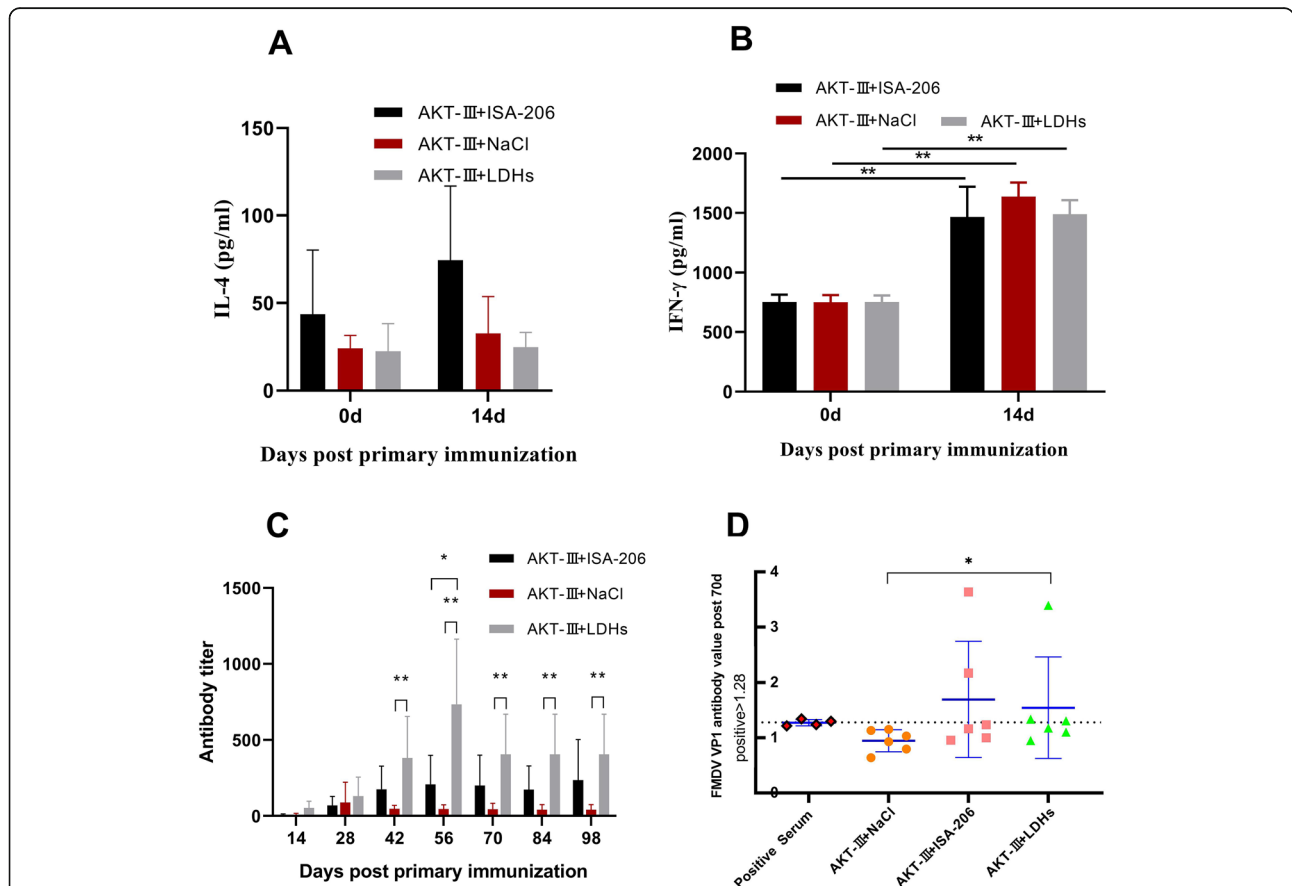 A
AKT-Ⅲ+ISA-206
AKT-Ⅲ+NaCl
AKT-Ⅲ+LDHs
IL-4 (pg/ml)
150
100
50
0
0d 14d
Days post primary immunization
B
AKT-Ⅲ+ISA-206
AKT-Ⅲ+NaCl AKT-Ⅲ+LDHs
IFN-γ (pg/ml)
2000
1500
1000
500
0
**
**
**
0d 14d
Days post primary immunization
C
AKT-Ⅲ+ISA-206
AKT-Ⅲ+NaCl
AKT-Ⅲ+LDHs
Antibody titer
1500
1000
500
0
*
**
** ** ** **
14 28 42 56 70 84 98
Days post primary immunization
D
FMDV VP1 antibody value post 70d
positive>1.28
4
3
2
1
0
*
Positive Serum
AKT-Ⅲ+NaCl
AKT-Ⅲ+ISA-206
AKT-Ⅲ+LDHs